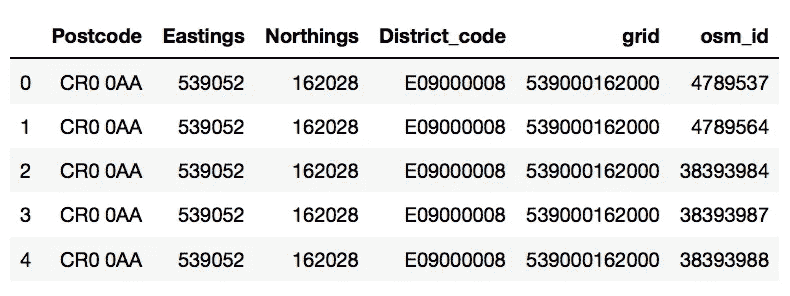 Postcode Eastings Northings District_code grid osm_id
0 CR0 0AA 539052 162028 E09000008 539000162000 4789537
1 CR0 0AA 539052 162028 E09000008 539000162000 4789564
2 CR0 0AA 539052 162028 E09000008 539000162000 38393984
3 CR0 0AA 539052 162028 E09000008 539000162000 38393987
4 CR0 0AA 539052 162028 E09000008 539000162000 38393988